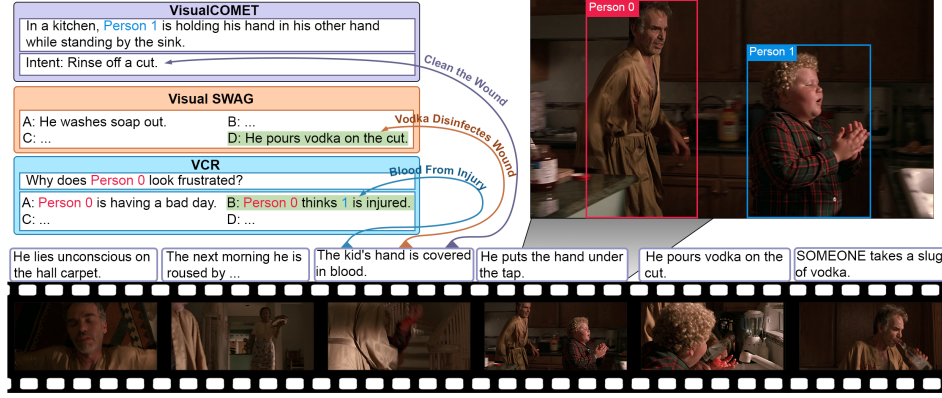 VisualCOMET
In a kitchen, Person 1 is holding his hand in his other hand
while standing by the sink.
Intent: Rinse off a cut.
Clean the Wound
Visual SWAG
A: He washes soap out.
B: ...
C: ...
D: He pours vodka on the cut.
Vodka Disinfectes Wound
VCR
Why does Person 0 look frustrated?
A: Person 0 is having a bad day.
B: Person 0 thinks 1 is injured.
C: ...
D: ...
Blood From Injury
Person 0
Person 1
He lies unconscious on
the hall carpet.
The next morning he is
roused by ...
The kid's hand is covered
in blood.
He puts the hand under
the tap.
He pours vodka on the
cut.
SOMEONE takes a slug
of vodka.